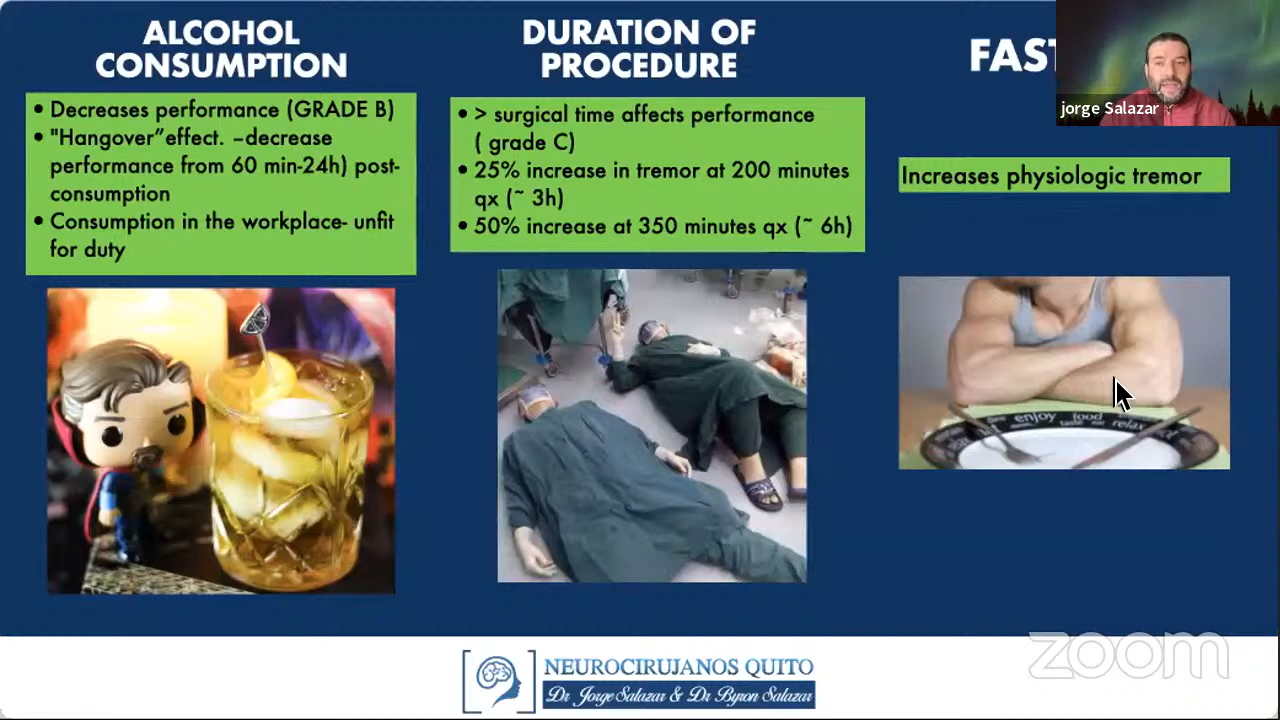 ALCOHOL
CONSUMPTION
• Decreases performance (GRADE B)
• "Hangover”effect. –decrease
performance from 60 min-24h) post-
consumption
• Consumption in the workplace- unfit
for duty
DURATION OF
PROCEDURE
• > surgical time affects performance
( grade C)
• 25% increase in tremor at 200 minutes
qx (~ 3h)
• 50% increase at 350 minutes qx (~ 6h)
FAST
jorge Salazar
Increases physiologic tremor
enjoy food
taste eat relax
NEUROCIRUJANOS QUITO
Dr Jorge Salazar & Dr Byron Salazar
zoom